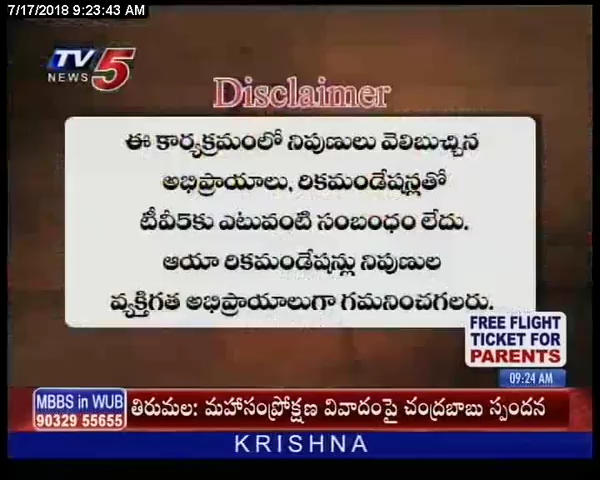 7/17/2018 9:23:43 AM
TV5
NEWS
Disclaimer
ఈ కార్యక్రమంలో నిపుణులు వెలిబుచ్చిన
అభిప్రాయాలు, రికమండేషన్లతో
టీవీ5కు ఎటువంటి సంబంధం లేదు.
ఆయా రికమండేషన్లు నిపుణుల
వ్యక్తిగత అభిప్రాయాలుగా గమనించగలరు.
FREE FLIGHT
TICKET FOR
PARENTS
09:24 AM
MBBS in WUB
90329 55655
తిరుమల: మహాసంప్రోక్షణ వివాదంపై చంద్రబాబు స్పందన
KRISHNA